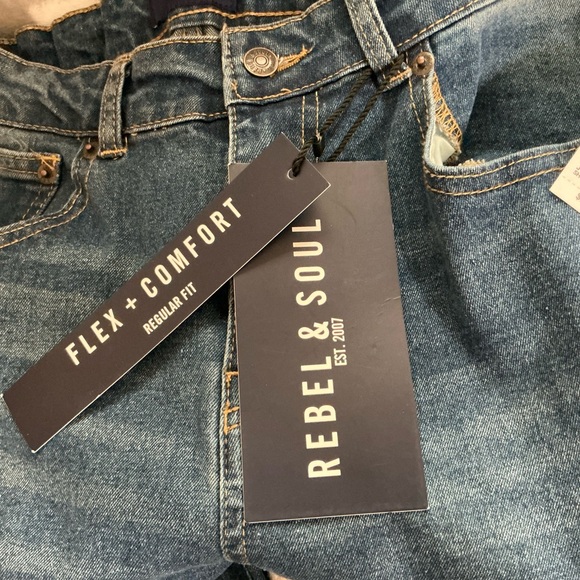 FLEX + COMFORT
REGULAR FIT
REBEL & SOUL
EST. 2007